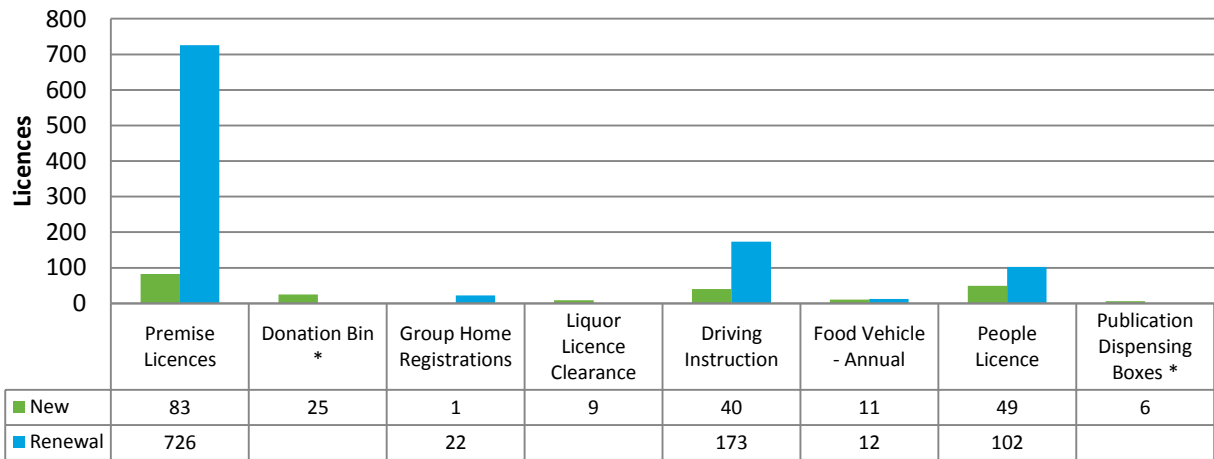 800
700
600
500
400
300
200
100
0
Licences
Premise
Licences
Donation Bin
*
Group Home
Registrations
Liquor
Licence
Clearance
Driving
Instruction
Food Vehicle
- Annual
People
Licence
Publication
Dispensing
Boxes *
New 83 25 1 9 40 11 49 6
Renewal 726 22 173 12 102